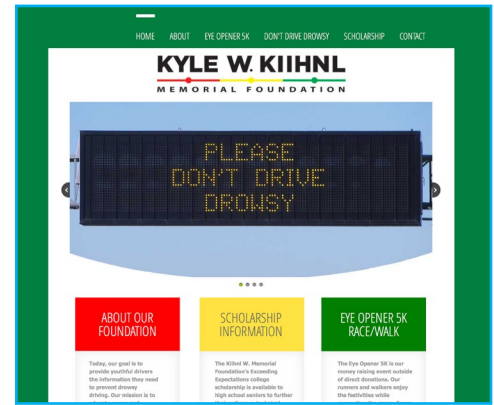 HOME ABOUT EYE OPENER 5K DON'T DRIVE DROWSY SCHOLARSHIP CONTACT
KYLE W. KIIHNL
MEMORIAL FOUNDATION
PLEASE
DON'T DRIVE
DROWSY
ABOUT OUR
FOUNDATION
Today, our goal is to
provide youthful drivers
the information they need
to prevent drowsy
driving. Our mission is to
SCHOLARSHIP
INFORMATION
The Kiihnl W. Memorial
Foundation's Exceeding
Expectations college
scholarship is available to
high school seniors to further
EYE OPENER 5K
RACE/WALK
The Eye Opener 5K is our
money raising event outside
of direct donations. Our
runners and walkers enjoy
the festivities while